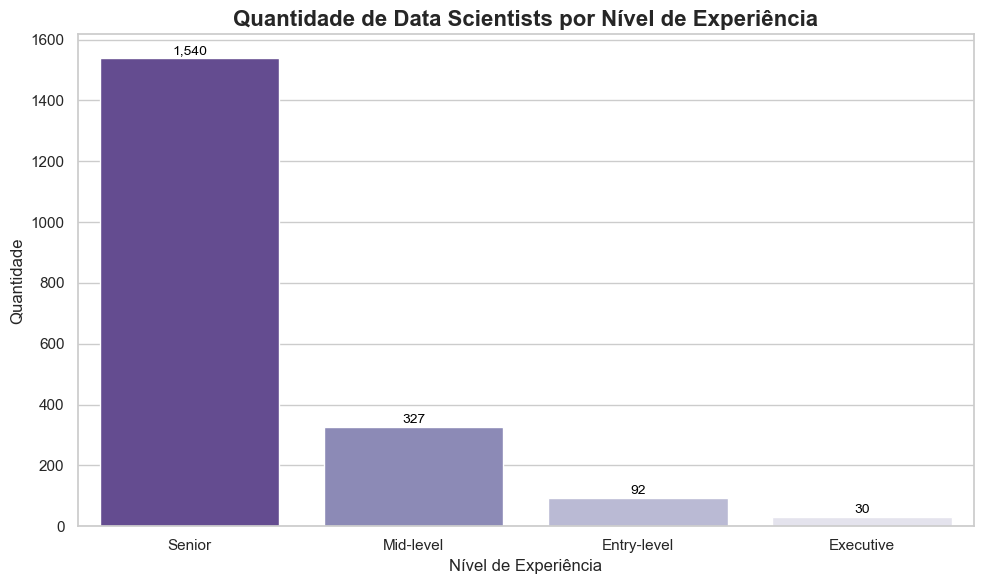 Quantidade de Data Scientists por Nível de Experiência
1600
1400
1200
1000
800
600
400
200
0
Quantidade
1,540
327
92
30
Senior
Mid-level
Entry-level
Executive
Nível de Experiência